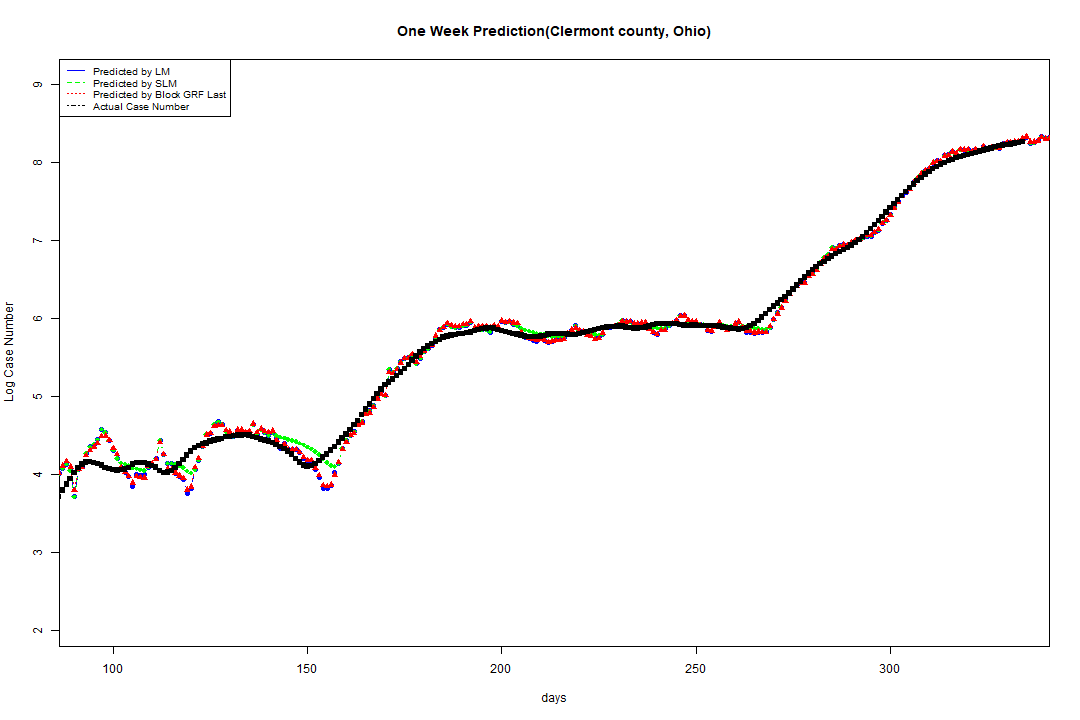 One Week Prediction(Clermont county, Ohio)
Predicted by LM
Predicted by SLM
Predicted by Block GRF Last
Actual Case Number
9
8
7
6
5
4
3
2
Log Case Number
100 150 200 250 300
days